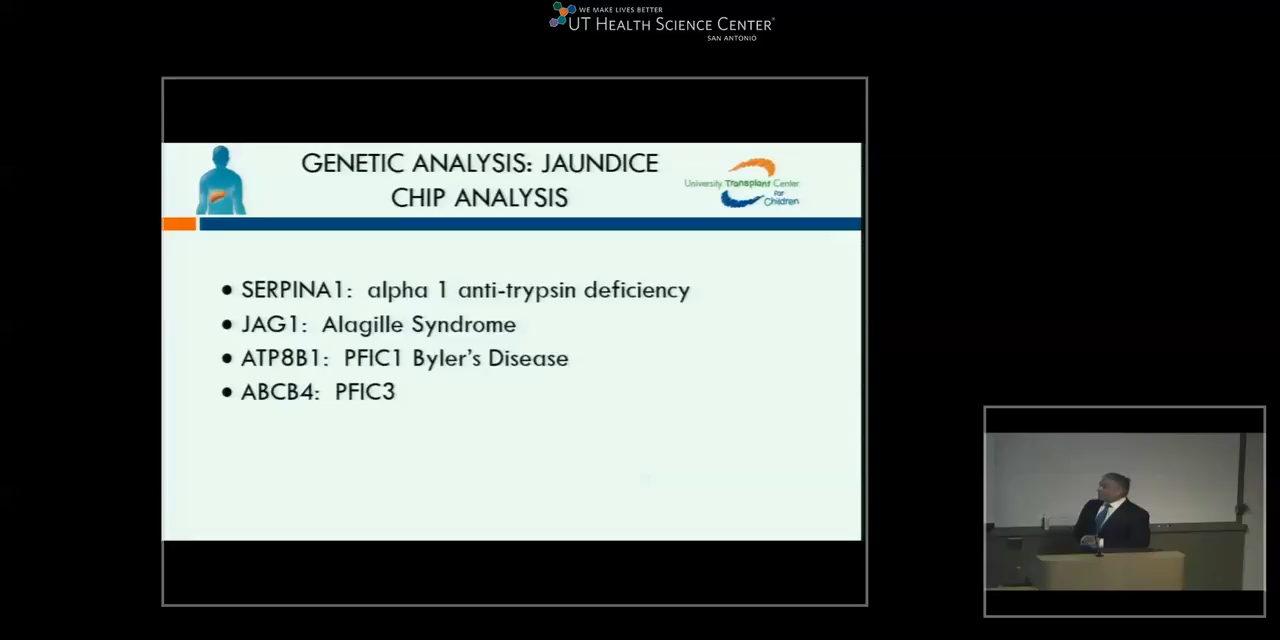 WE MAKE LIVES BETTER
UT HEALTH SCIENCE CENTER
SAN ANTONIO
GENETIC ANALYSIS: JAUNDICE
CHIP ANALYSIS
University Transplant Center
for
Children
• SERPINA1: alpha 1 anti-trypsin deficiency
• JAG1: Alagille Syndrome
• ATP8B1: PFIC1 Byler's Disease
• ABCB4: PFIC3